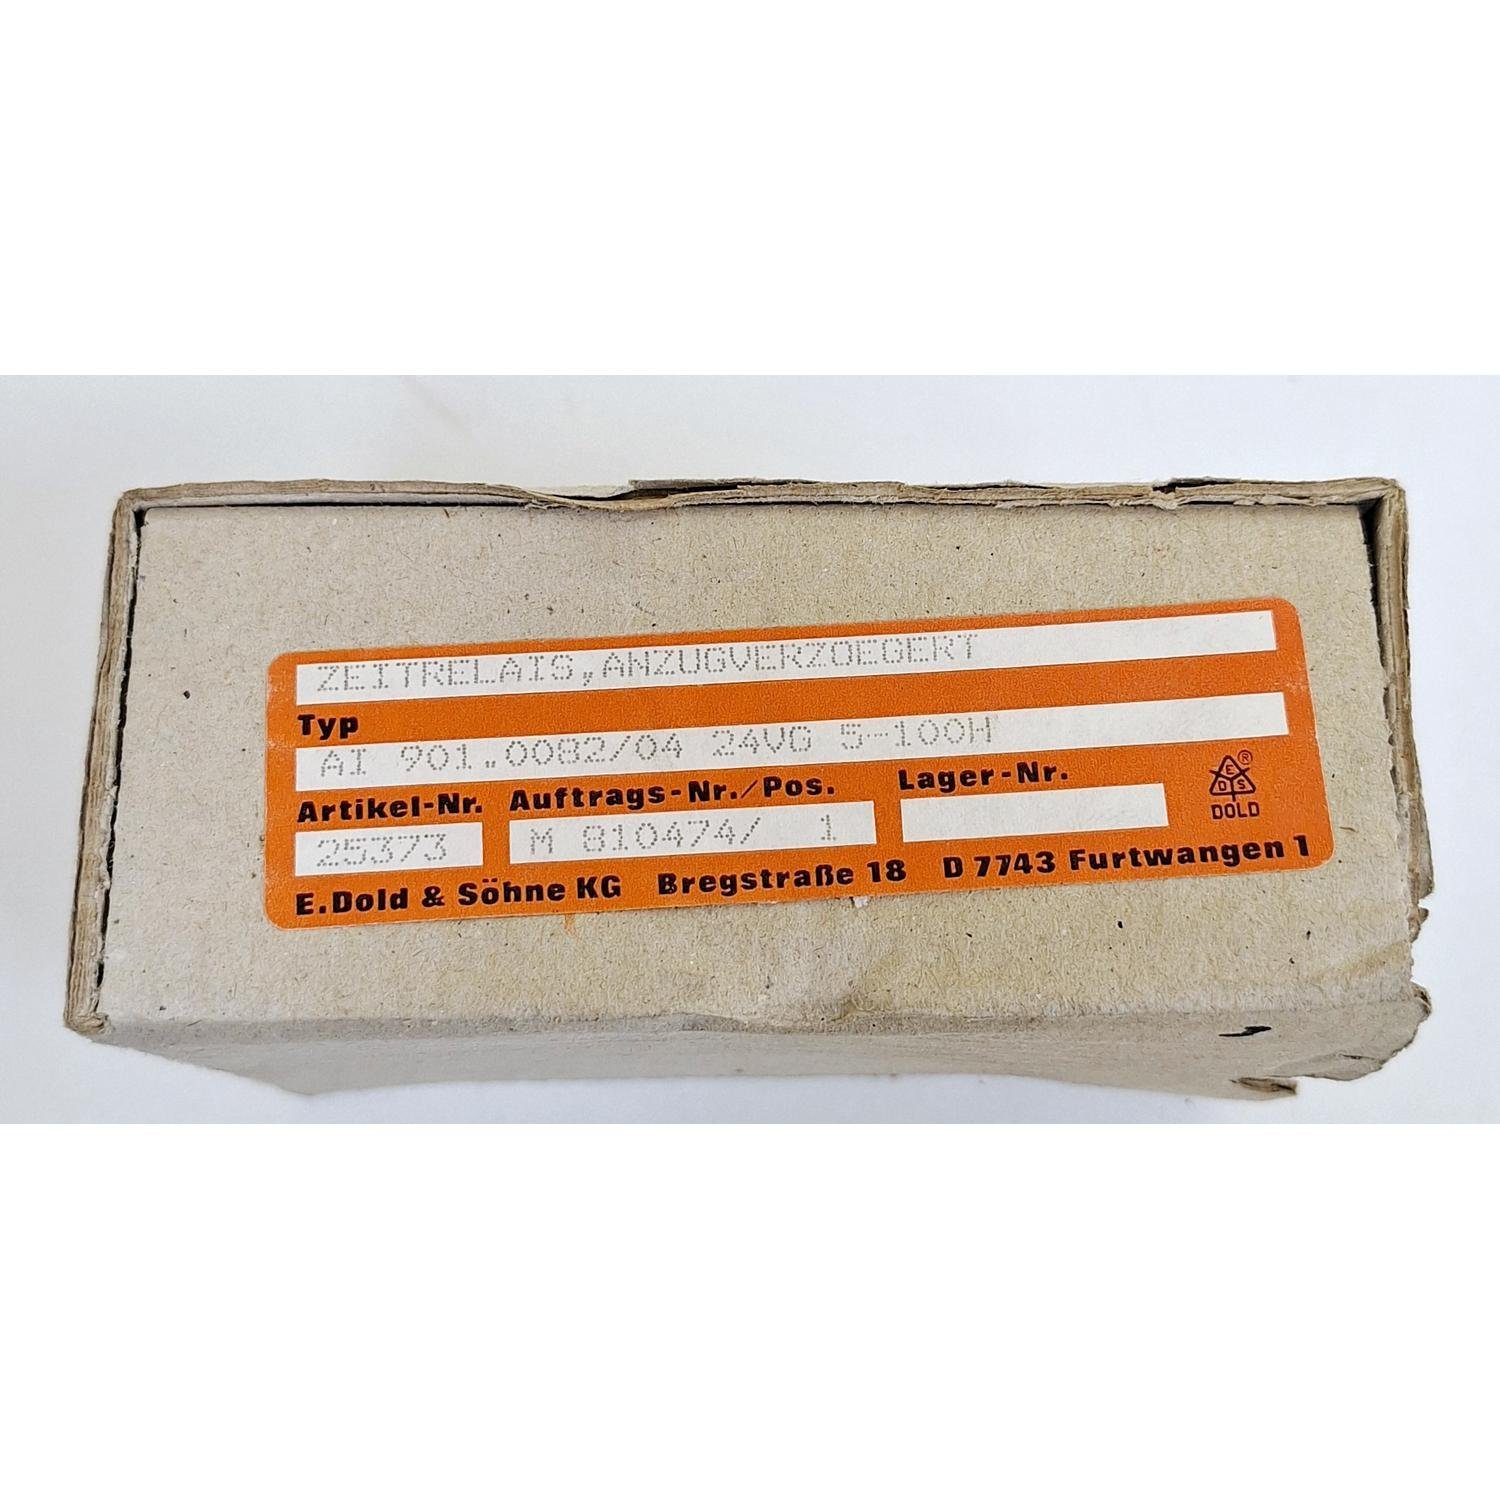 ZEITRELAIS,ANZUGVERZOEGERT
Typ
AI 901.0082/04 24VG 5-100H
Artikel-Nr. Auftrags-Nr./Pos. Lager-Nr.
25373 M 810474/ 1
E D S ®
DOLD
E.Dold & Söhne KG Bregstraße 18 D 7743 Furtwangen 1